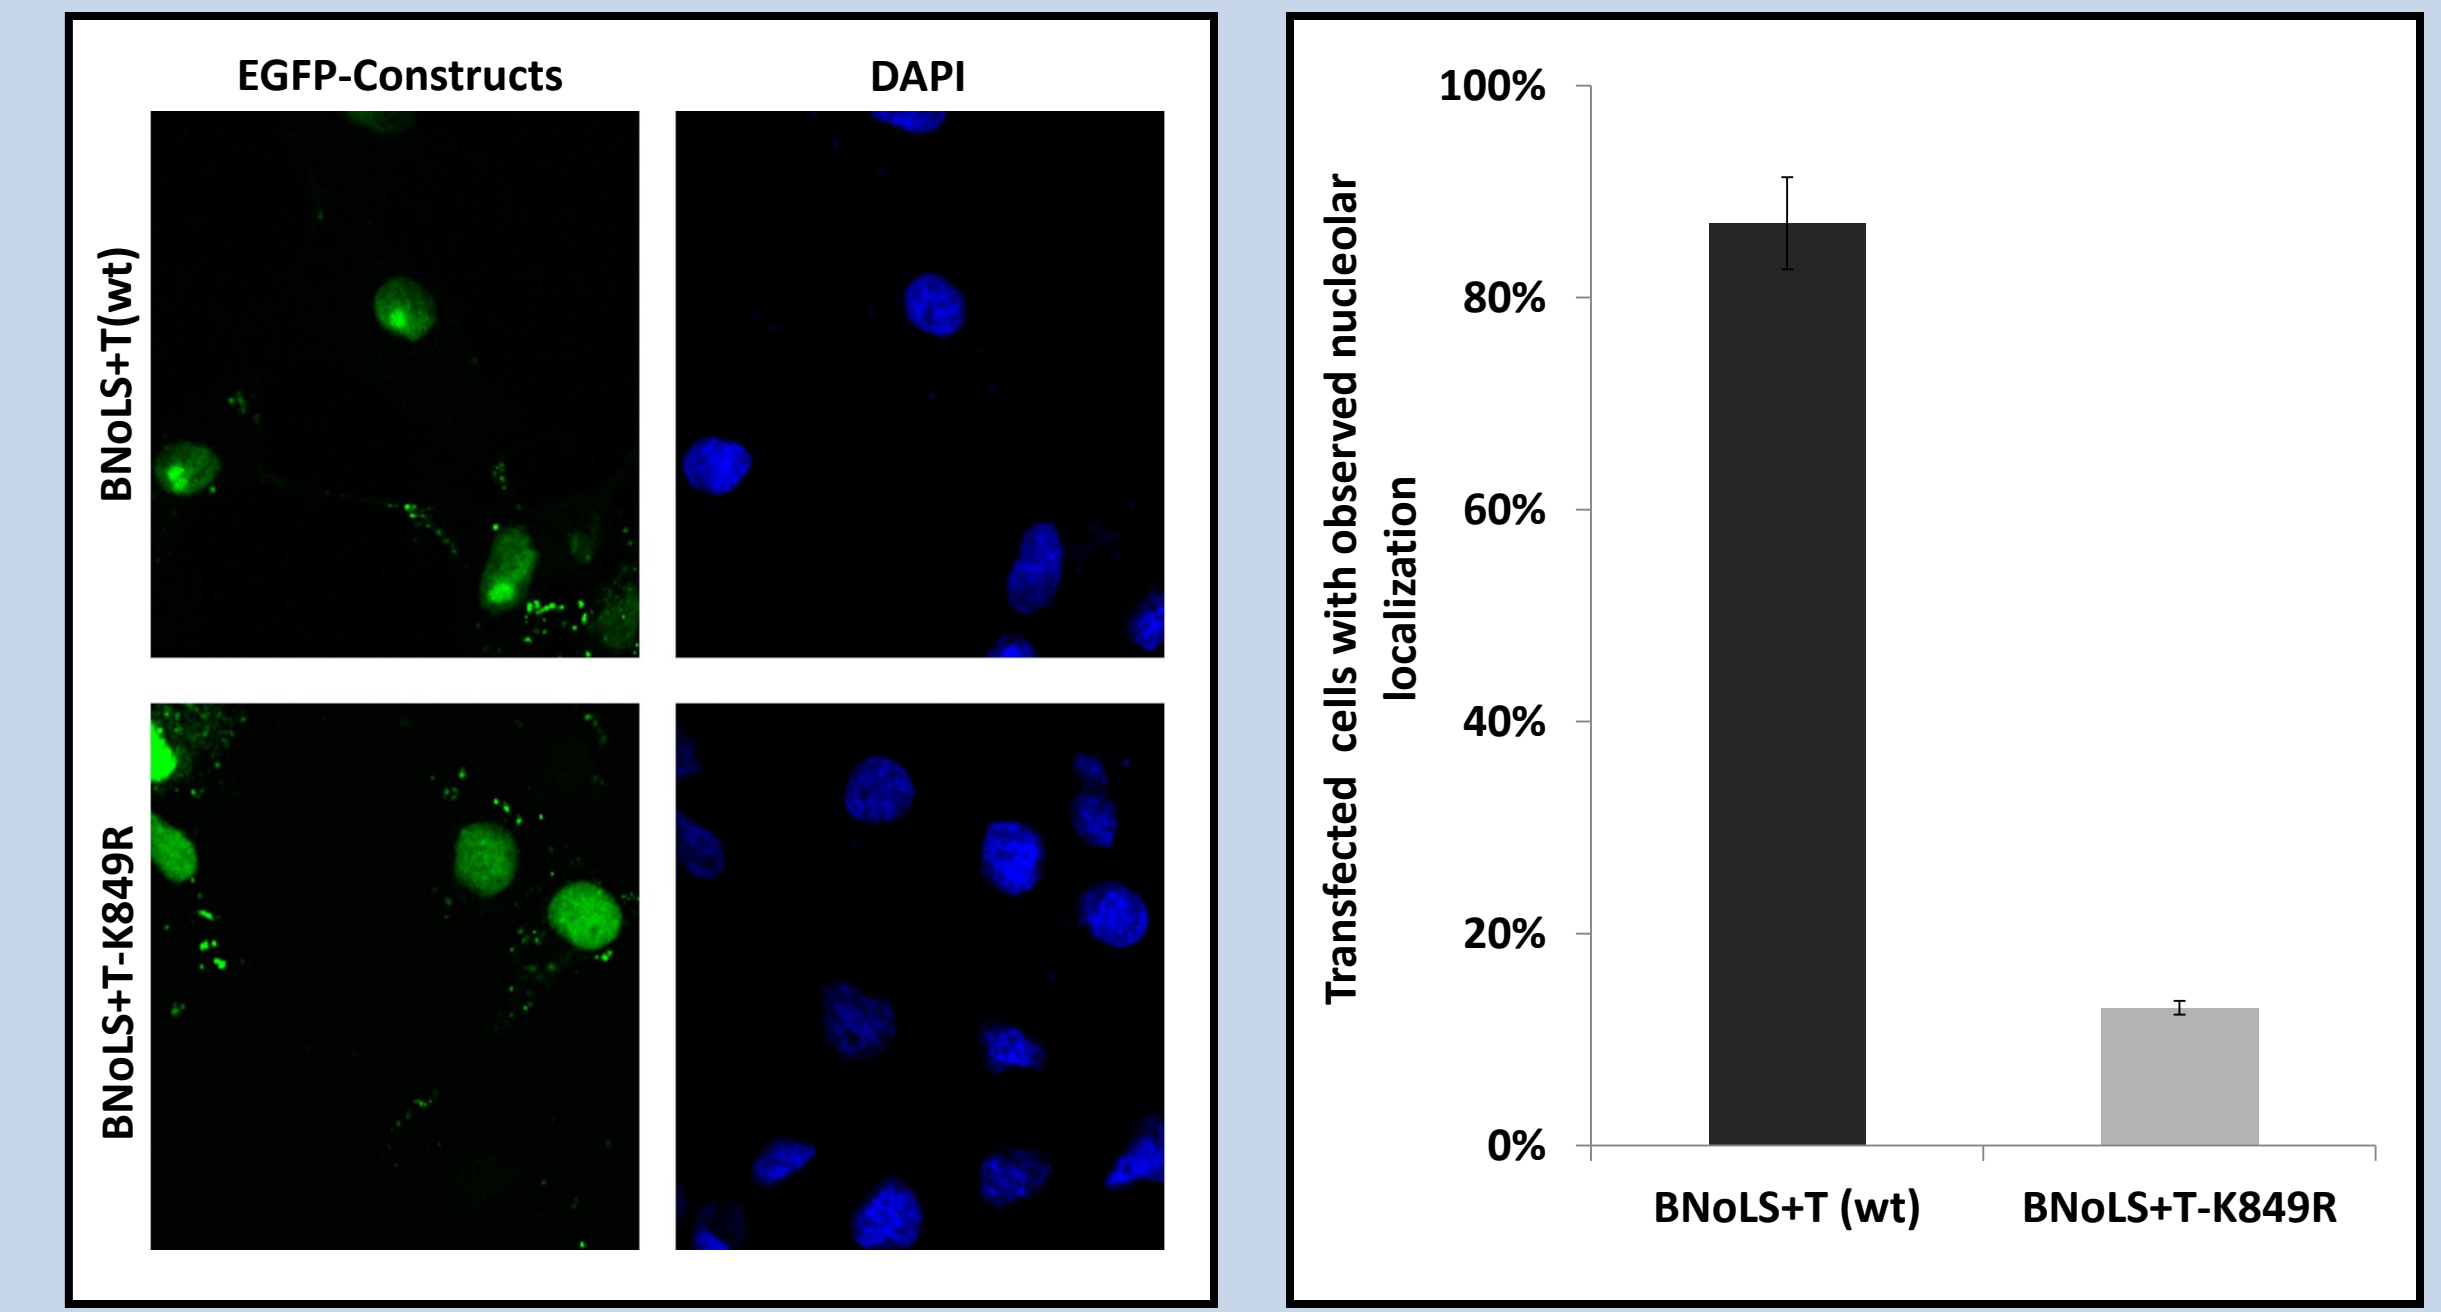 EGFP-Constructs
DAPI
BNoLS+T(wt)
BNoLS+T-K849R
Transfected cells with observed nucleolar
localization
100%
80%
60%
40%
20%
0%
BNoLS+T (wt)
BNoLS+T-K849R